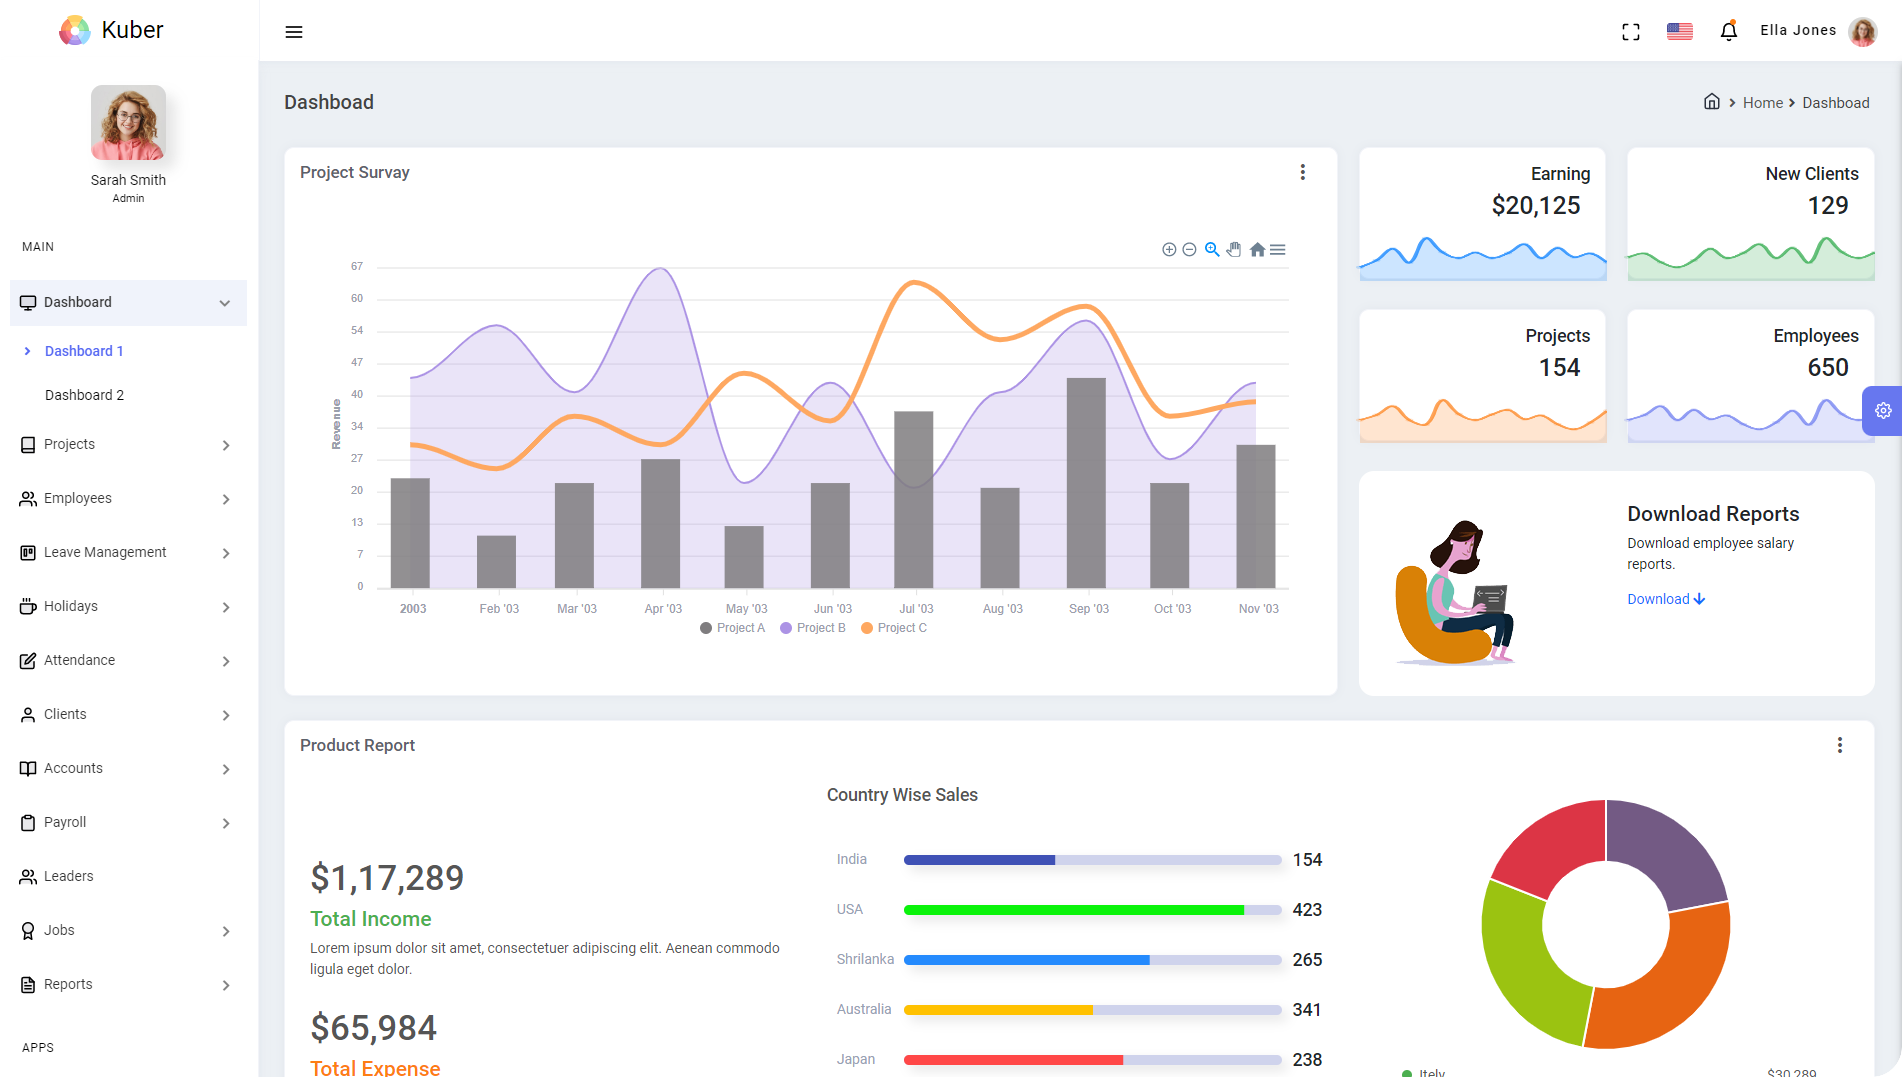 Kuber
Ella Jones
Sarah Smith
Admin
MAIN
Dashboard
Dashboard 1
Dashboard 2
Projects
Employees
Leave Management
Holidays
Attendance
Clients
Accounts
Payroll
Leaders
Jobs
Reports
APPS
Dashboad
Home
Dashboad
Project Survay
67
60
54
47
40
34
27
20
13
7
0
Revenue
2003
Feb '03
Mar '03
Apr '03
May '03
Jun '03
Jul '03
Aug '03
Sep '03
Oct '03
Nov '03
Project A
Project B
Project C
Earning
$20,125
New Clients
129
Projects
154
Employees
650
Download Reports
Download employee salary
reports.
Download
Product Report
$1,17,289
Total Income
Lorem ipsum dolor sit amet, consectetuer adipiscing elit. Aenean commodo
ligula eget dolor.
$65,984
Total Expense
Country Wise Sales
India 154
USA 423
Shrilanka 265
Australia 341
Japan 238
Itely $30,289